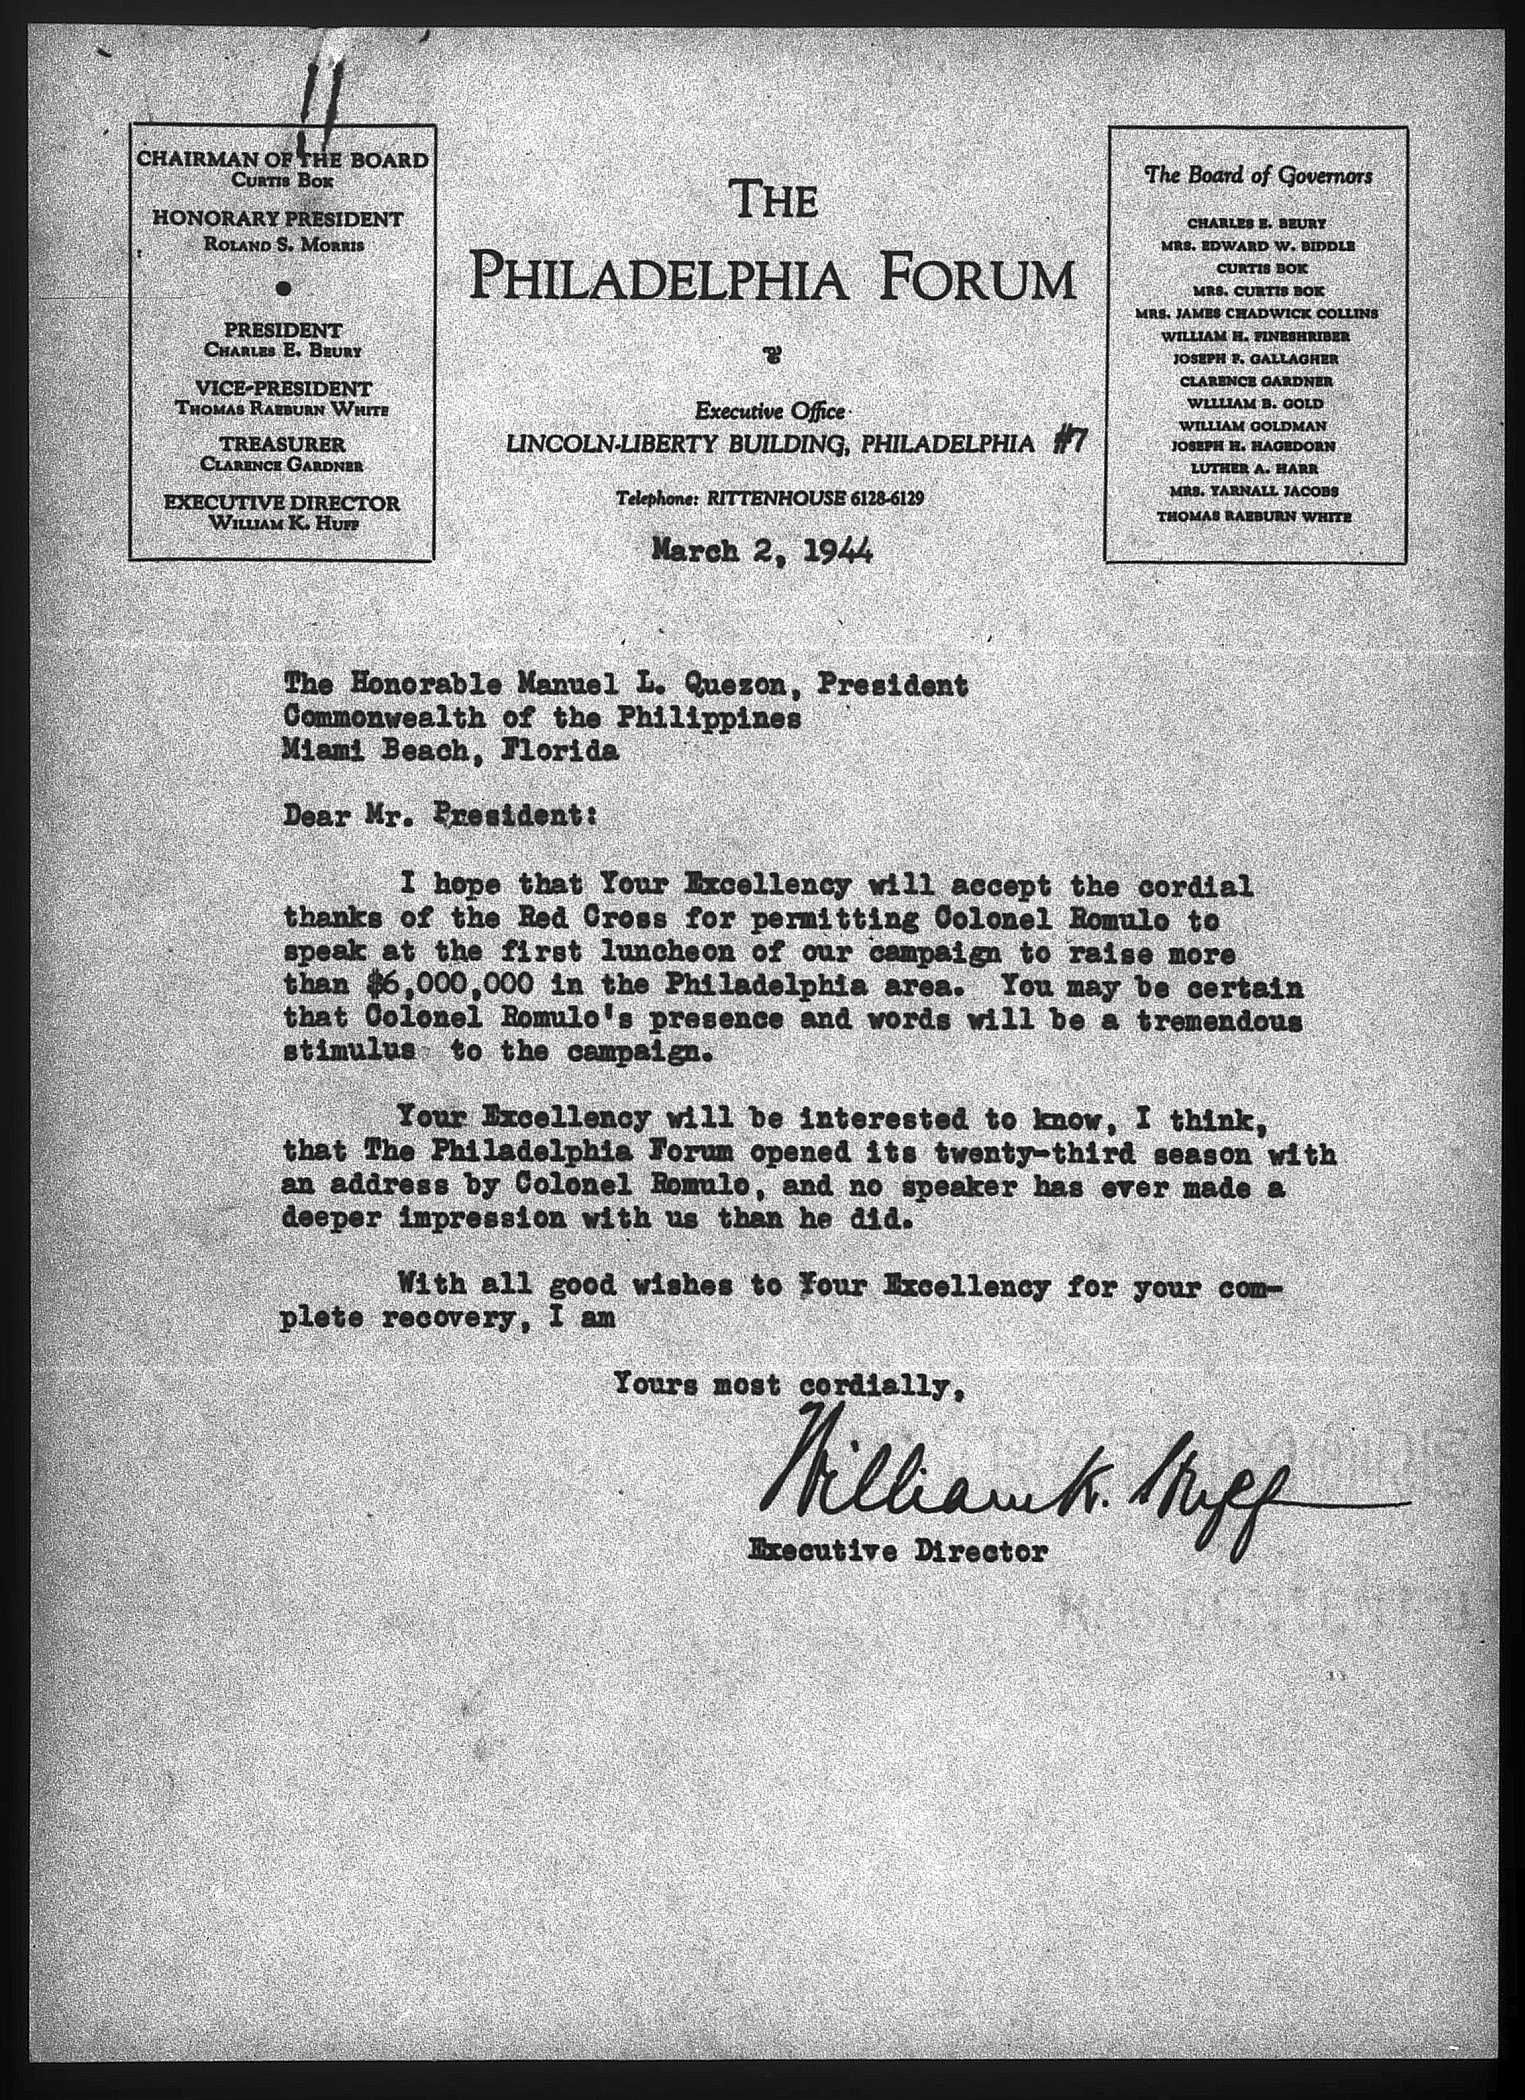 CHAIRMAN OF THE BOARD
CURTIS BOK
HONORARY PRESIDENT
ROLAND S. MORRIS
PRESIDENT
CHARLES E. BEURY
VICE-PRESIDENT
THOMAS RAEBURN WHITE
TREASURER
CLARENCE GARDNER
EXECUTIVE DIRECTOR
WILLIAM K. HUFF
THE
PHILADELPHIA FORUM
Executive Office
LINCOLN-LIBERTY BUILDING, PHILADELPHIA #7
Telephone: RITTENHOUSE 6128-6129
The Board of Governors
CHARLES E. BEURY
MRS. EDWARD W. BIDDLE
CURTIS BOK
MRS. CURTIS BOK
MRS. JAMES CHADWICK COLLINS
WILLIAM H. FINESHRIBER
JOSEPH F. GALLAGHER
CLARENCE GARDNER
WLLLIAM B. GOLD
WILLIAM GOLDMAN
JOSEPH H. HAGEDORN
LUTHER A. HARR
MRS. YARNALL JACOBS
THOMAS RAEBURN WHITE
March 2, 1944
The Honorable Manuel L. Quezon, President
Commonwealth of the Philippines
Miami Beach, Florida
Dear Mr. President:
I hope that Your Excellency will accept the cordial
thanks of the Red Cross for permitting Colonel Romulo to
speak at the first luncheon of our campaign to raise more
than $6,000,000 in the Philadelphia area. You may be certain
that Colonel Romulo's presence and words will be a tremendous
stimulus to the campaign.
Your Excellency will be interested to know, I think,
that The Philadelphia Forum opened its twenty-third season with
an address by Colonel Romulo, and no speaker has ever made a
deeper impression with us than he did.
With all good wishes to Your Excellency for your com-
plete recovery, I am
Yours most cordially,
William K. Huff
Executive Director